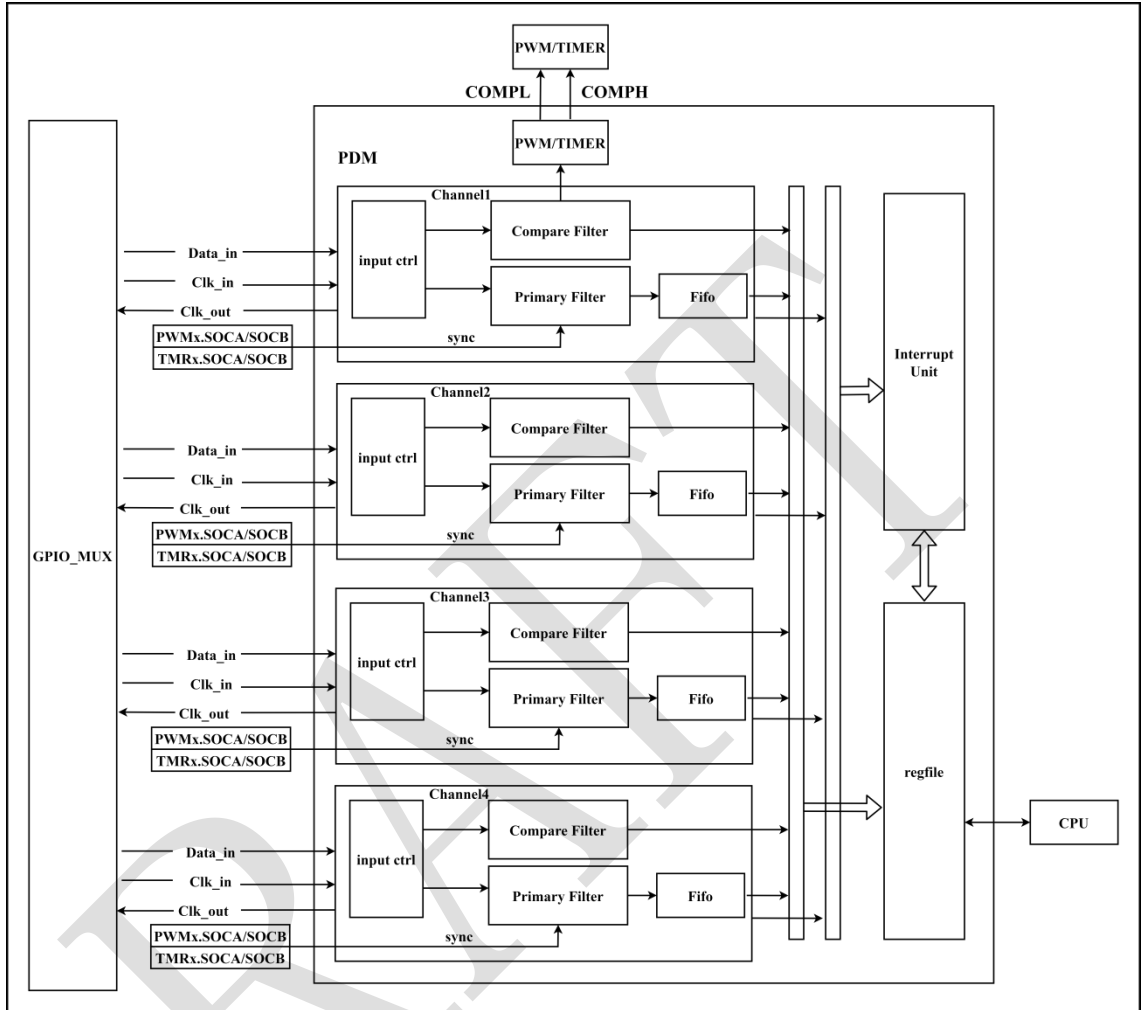 PWM/TIMER
COMPL COMPH
PWM/TIMER
PDM
GPIO_MUX
Channel1
input ctrl
Compare Filter
Primary Filter
Fifo
Data_in
Clk_in
Clk_out
PWMx.SOCA/SOCB
TMRx.SOCA/SOCB
sync
Channel2
input ctrl
Compare Filter
Primary Filter
Fifo
Data_in
Clk_in
Clk_out
PWMx.SOCA/SOCB
TMRx.SOCA/SOCB
sync
Channel3
input ctrl
Compare Filter
Primary Filter
Fifo
Data_in
Clk_in
Clk_out
PWMx.SOCA/SOCB
TMRx.SOCA/SOCB
sync
Channel4
input ctrl
Compare Filter
Primary Filter
Fifo
Data_in
Clk_in
Clk_out
PWMx.SOCA/SOCB
TMRx.SOCA/SOCB
sync
Interrupt
Unit
regfile
CPU
RAFT